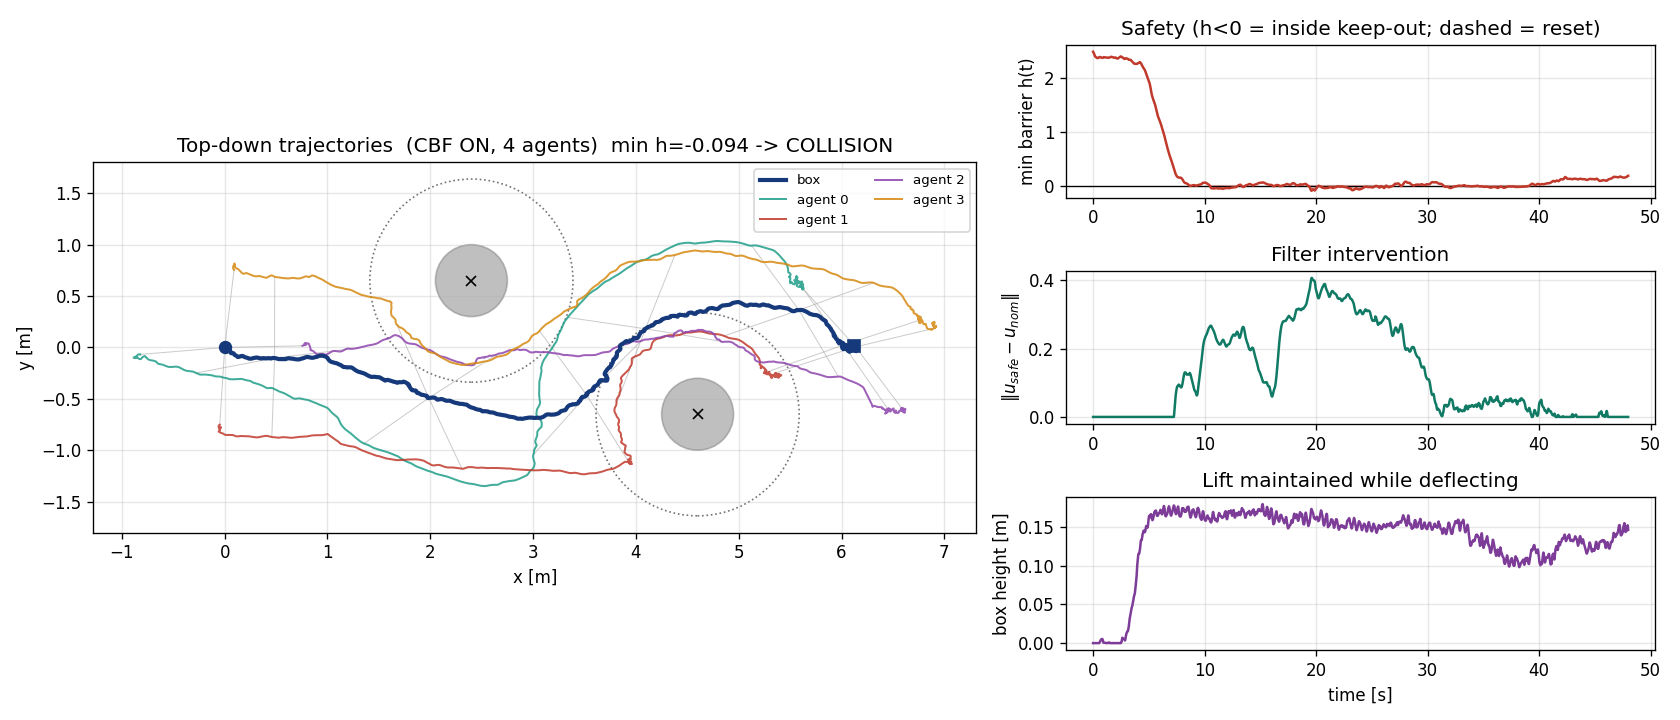 Top-down trajectories (CBF ON, 4 agents) min h=-0.094 -> COLLISION
y [m]
1.5
1.0
0.5
0.0
−0.5
−1.0
−1.5
box
agent 0
agent 1
agent 2
agent 3
−1 0 1 2 3 4 5 6 7
x [m]
Safety (h<0 = inside keep-out; dashed = reset)
min barrier h(t)
2
1
0
0 10 20 30 40 50
Filter intervention
‖u_safe − u_nom‖
0.4
0.2
0.0
0 10 20 30 40 50
Lift maintained while deflecting
box height [m]
0.15
0.10
0.05
0.00
0 10 20 30 40 50
time [s]